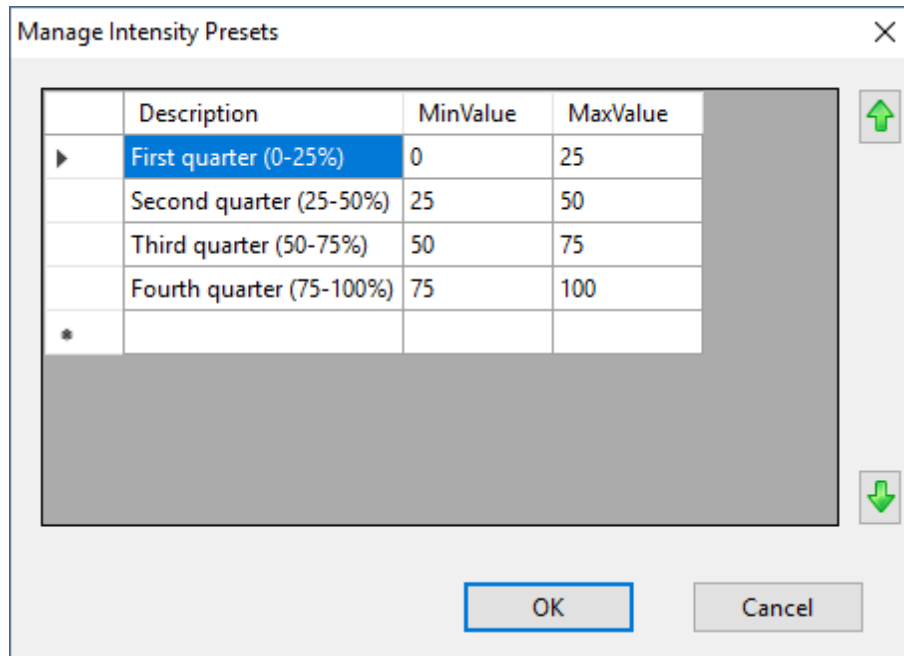 Manage Intensity Presets
Description MinValue MaxValue
First quarter (0-25%) 0 25
Second quarter (25-50%) 25 50
Third quarter (50-75%) 50 75
Fourth quarter (75-100%) 75 100
OK Cancel